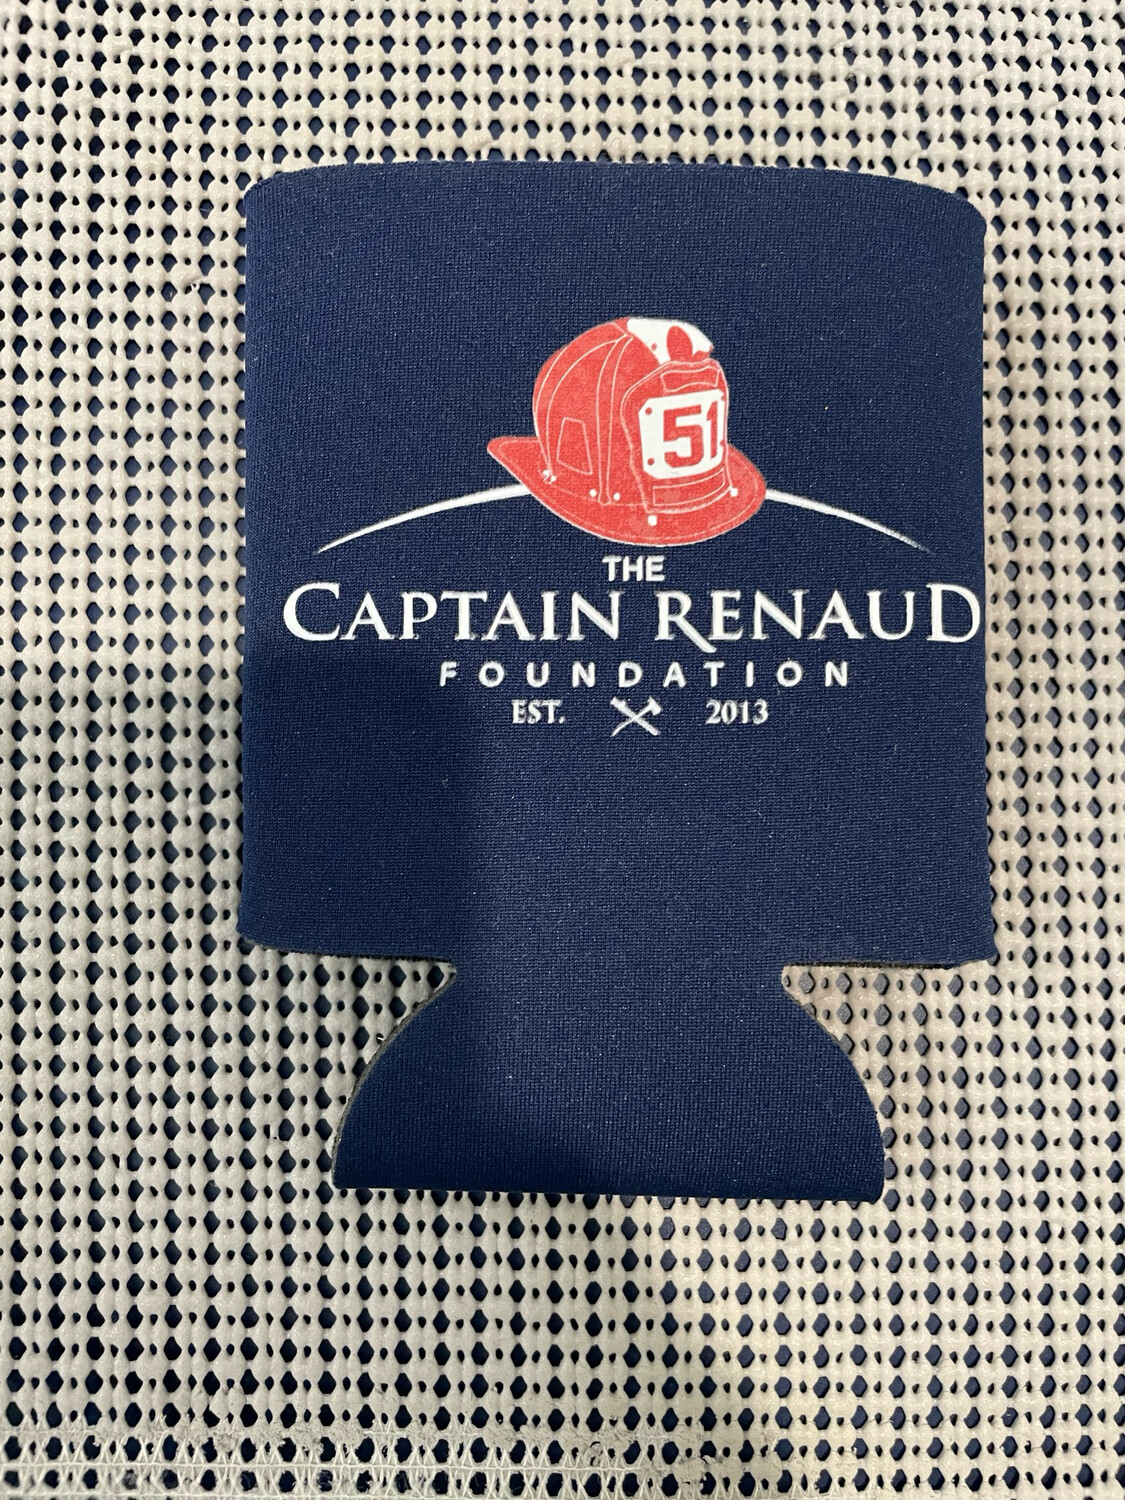 51
THE
CAPTAIN RENAUD
FOUNDATION
EST. 2013